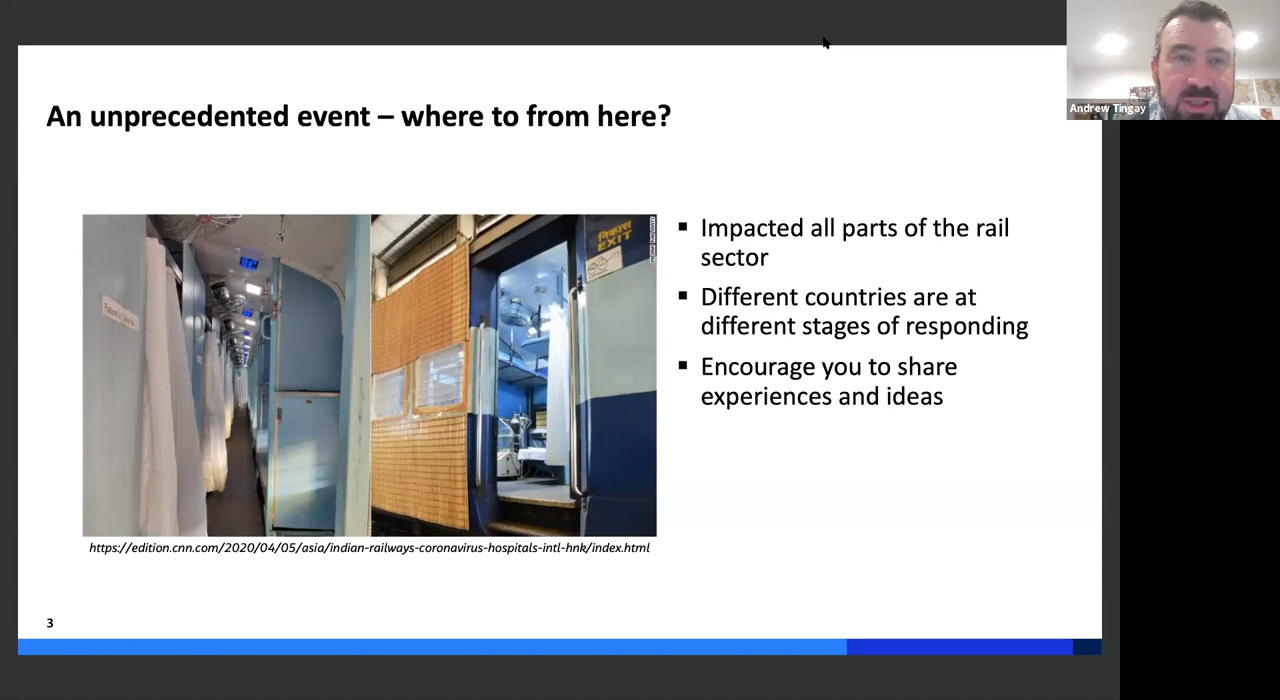 Andrew Tingay
An unprecedented event – where to from here?
निकास
EXIT
▪ Impacted all parts of the rail
sector
▪ Different countries are at
different stages of responding
▪ Encourage you to share
experiences and ideas
https://edition.cnn.com/2020/04/05/asia/indian-railways-coronavirus-hospitals-intl-hnk/index.html
3